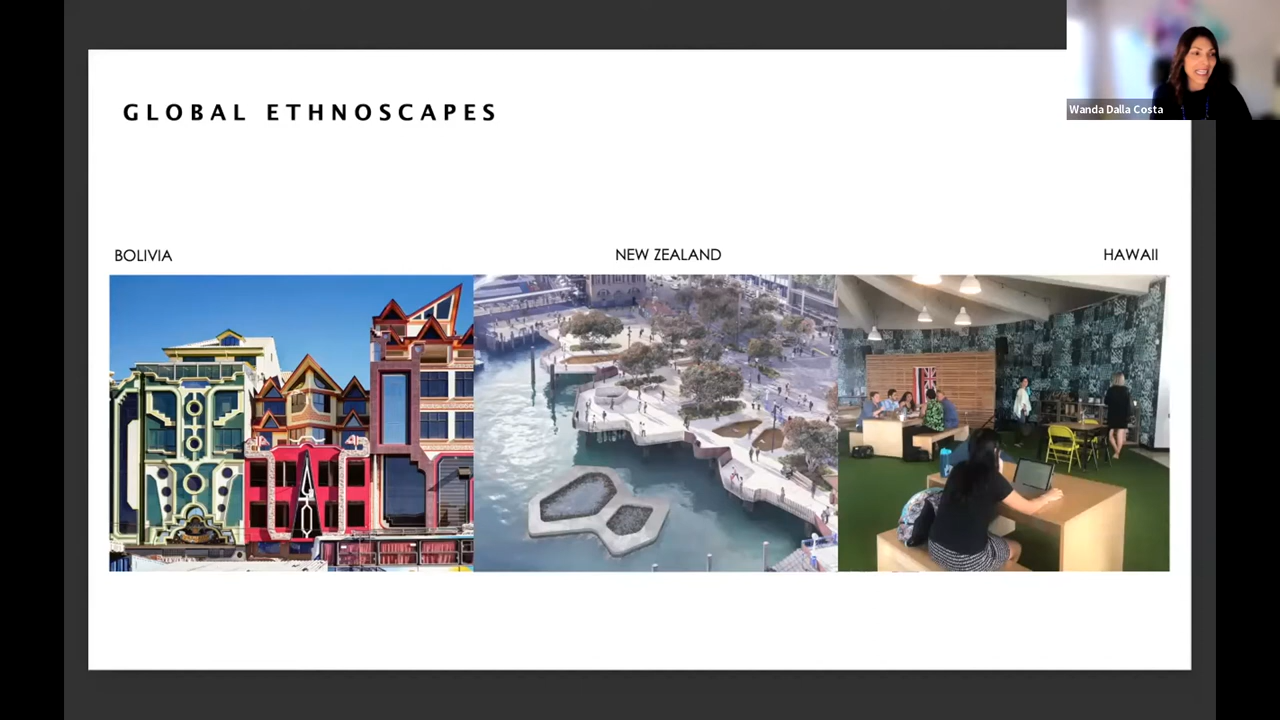 Wanda Dalla Costa
GLOBAL ETHNOSCAPES
BOLIVIA
NEW ZEALAND
HAWAII